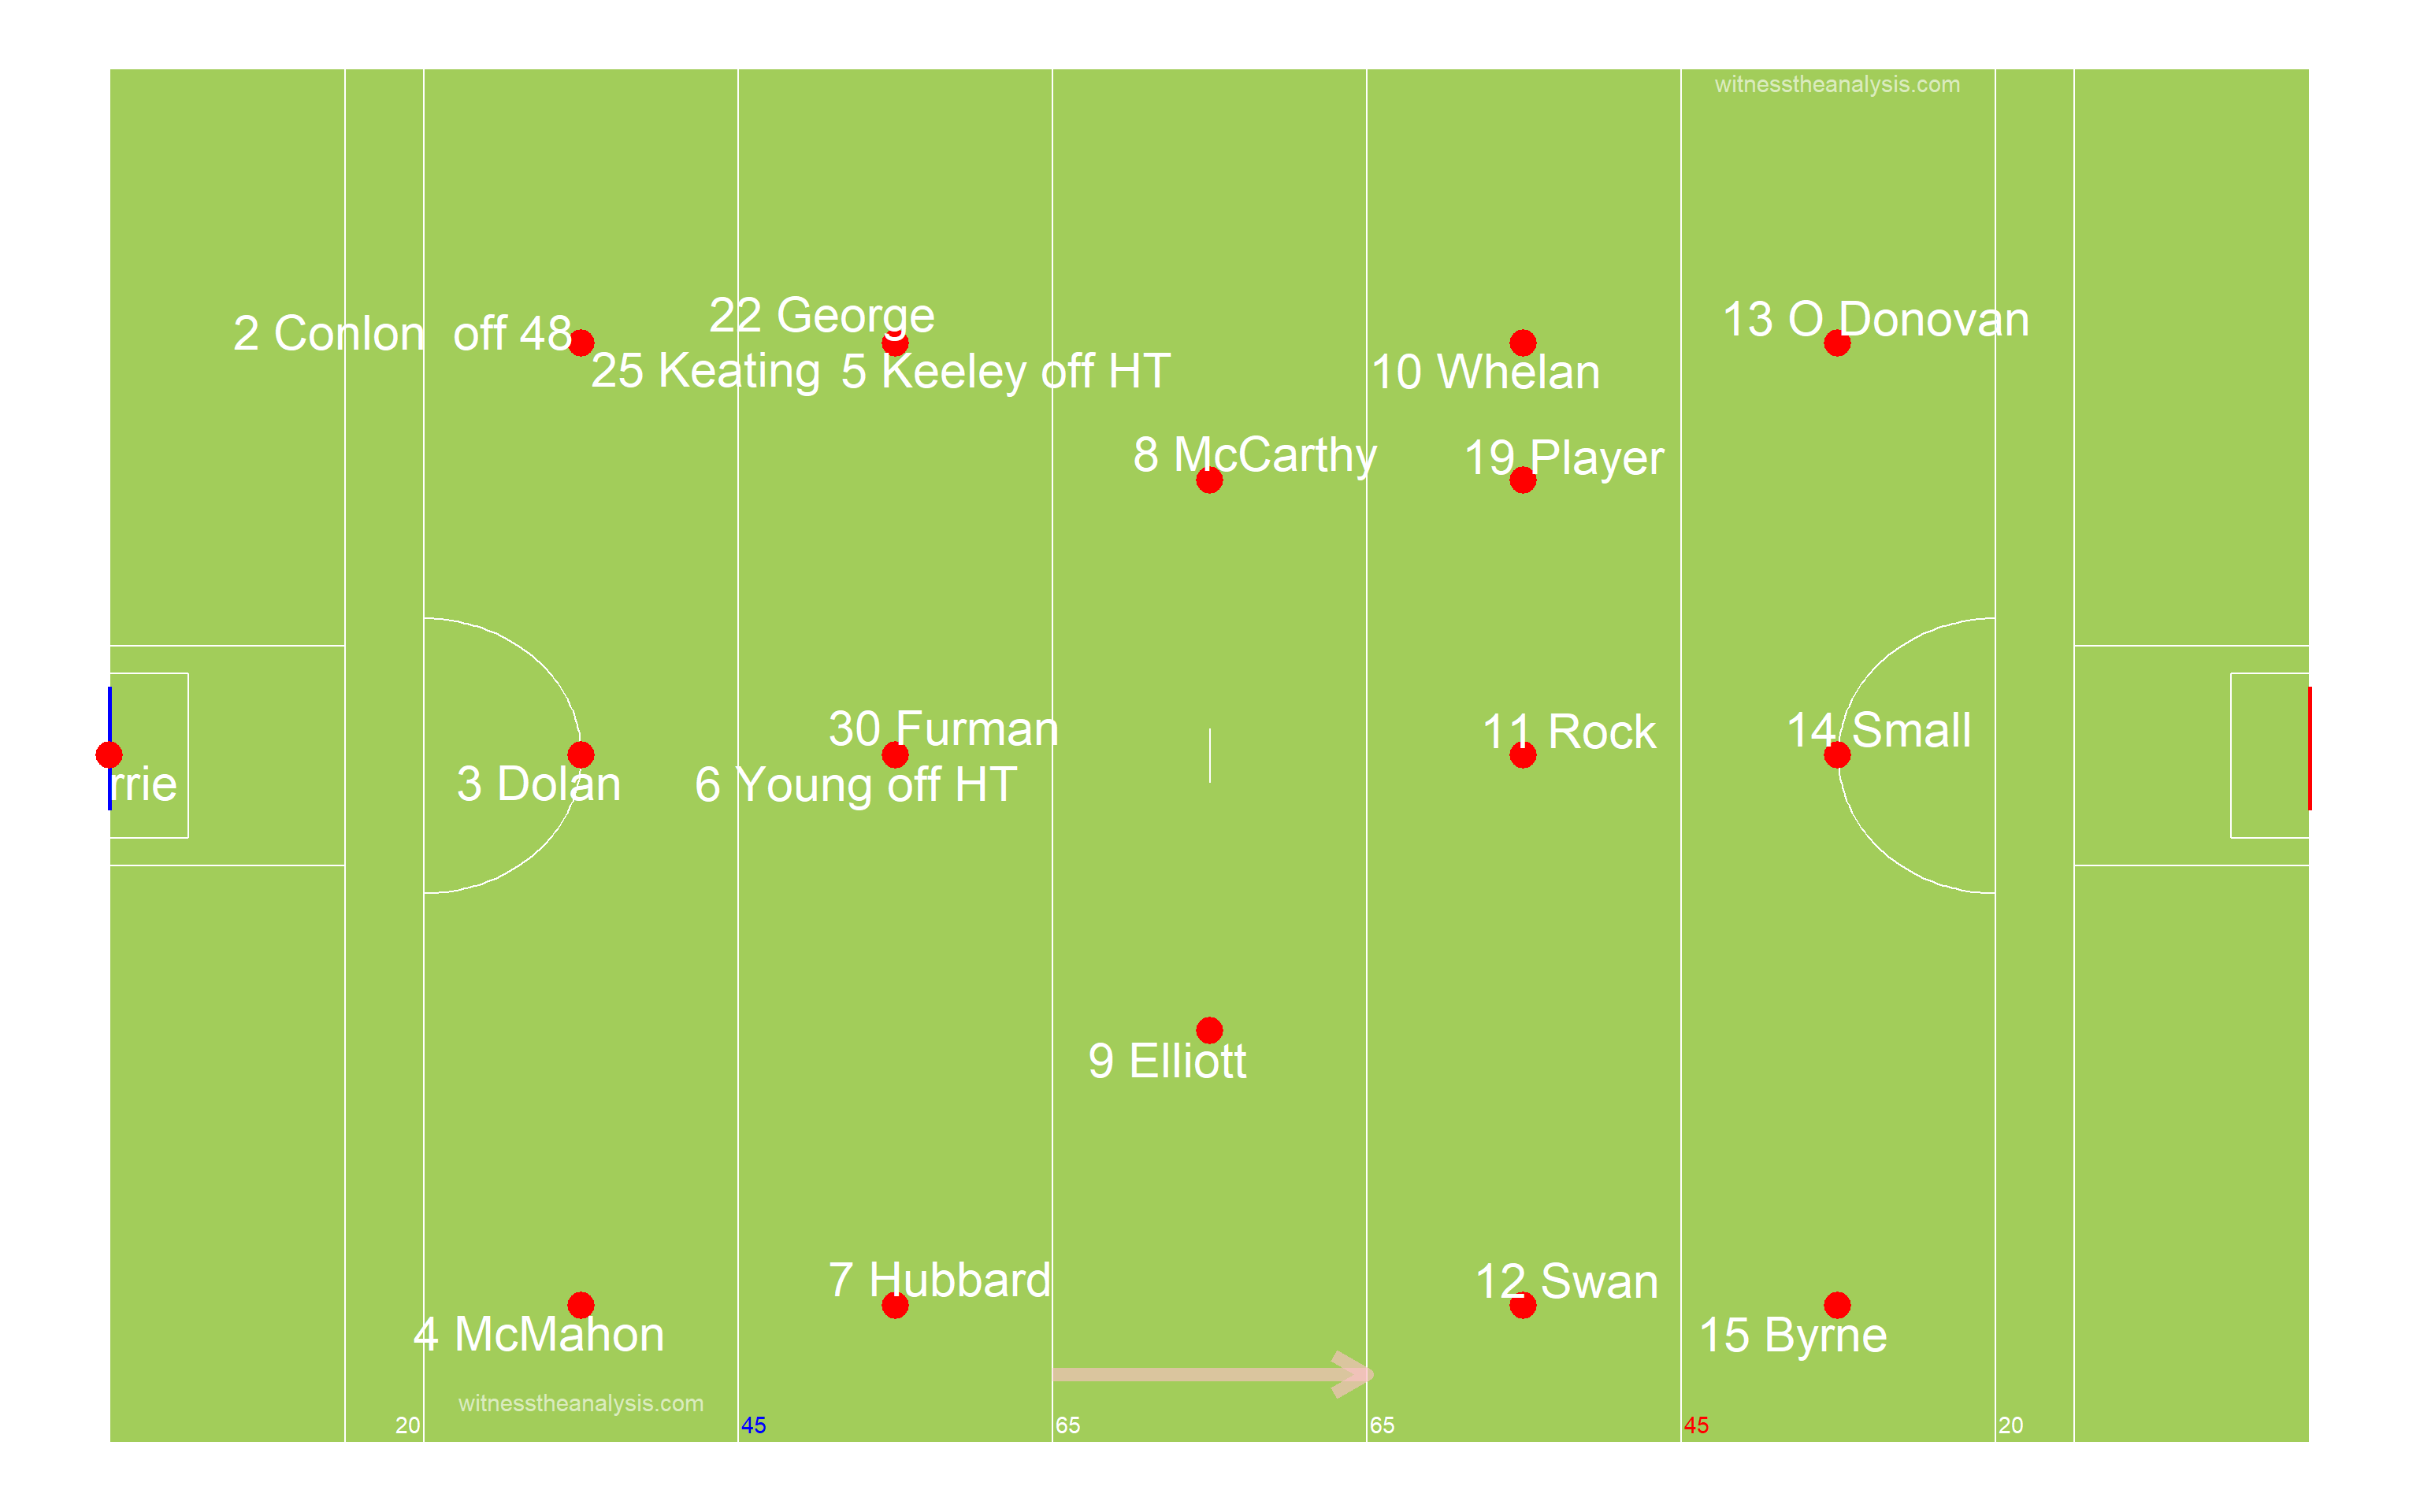 witnesstheanalysis.com
2 Conlon  off 48
22 George
13 O Donovan
25 Keating
5 Keeley off HT
10 Whelan
8 McCarthy
19 Player
30 Furman
11 Rock
14 Small
rrie
3 Dolan
6 Young off HT
9 Elliott
7 Hubbard
12 Swan
4 McMahon
15 Byrne
witnesstheanalysis.com
20
45
65
65
45
20